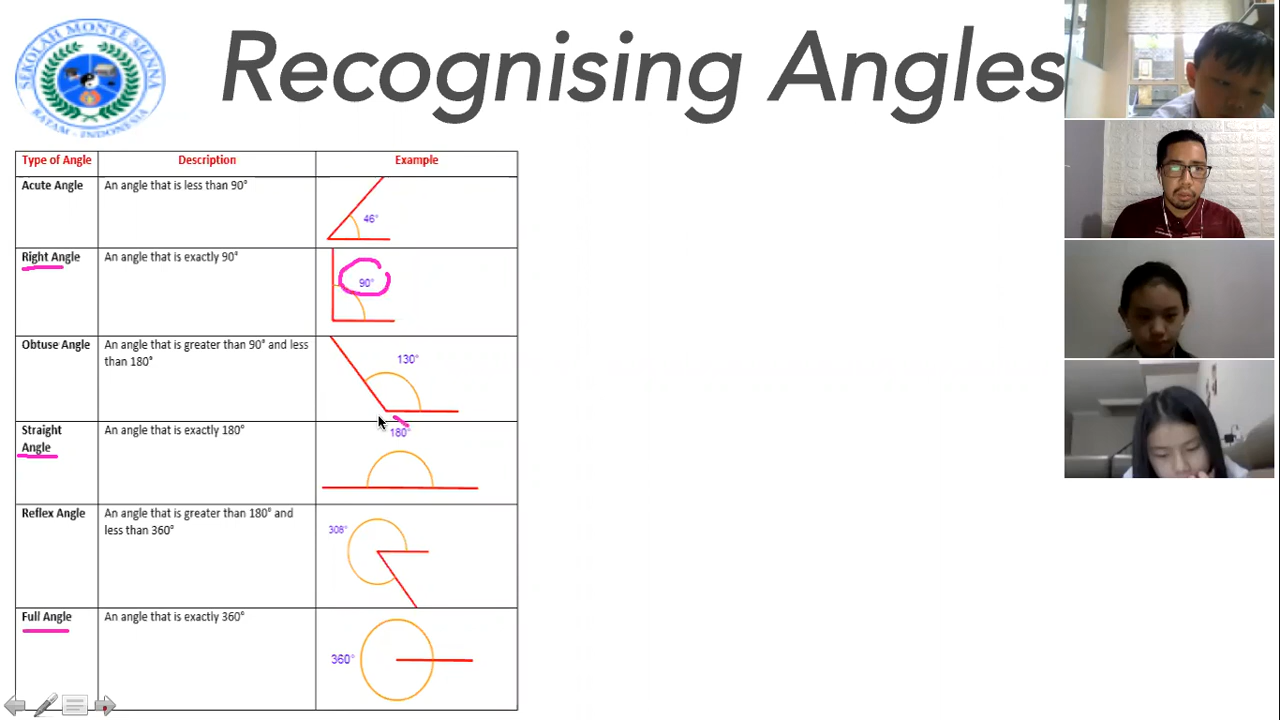 SEKOLAH MONTE SIENNA
BATAM - INDONESIA
Recognising Angles
Type of Angle Description Example
Acute Angle An angle that is less than 90°
46°
Right Angle An angle that is exactly 90°
90°
Obtuse Angle An angle that is greater than 90° and less
than 180°
130°
Straight An angle that is exactly 180°
Angle
180°
Reflex Angle An angle that is greater than 180° and
less than 360°
308°
Full Angle An angle that is exactly 360°
360°